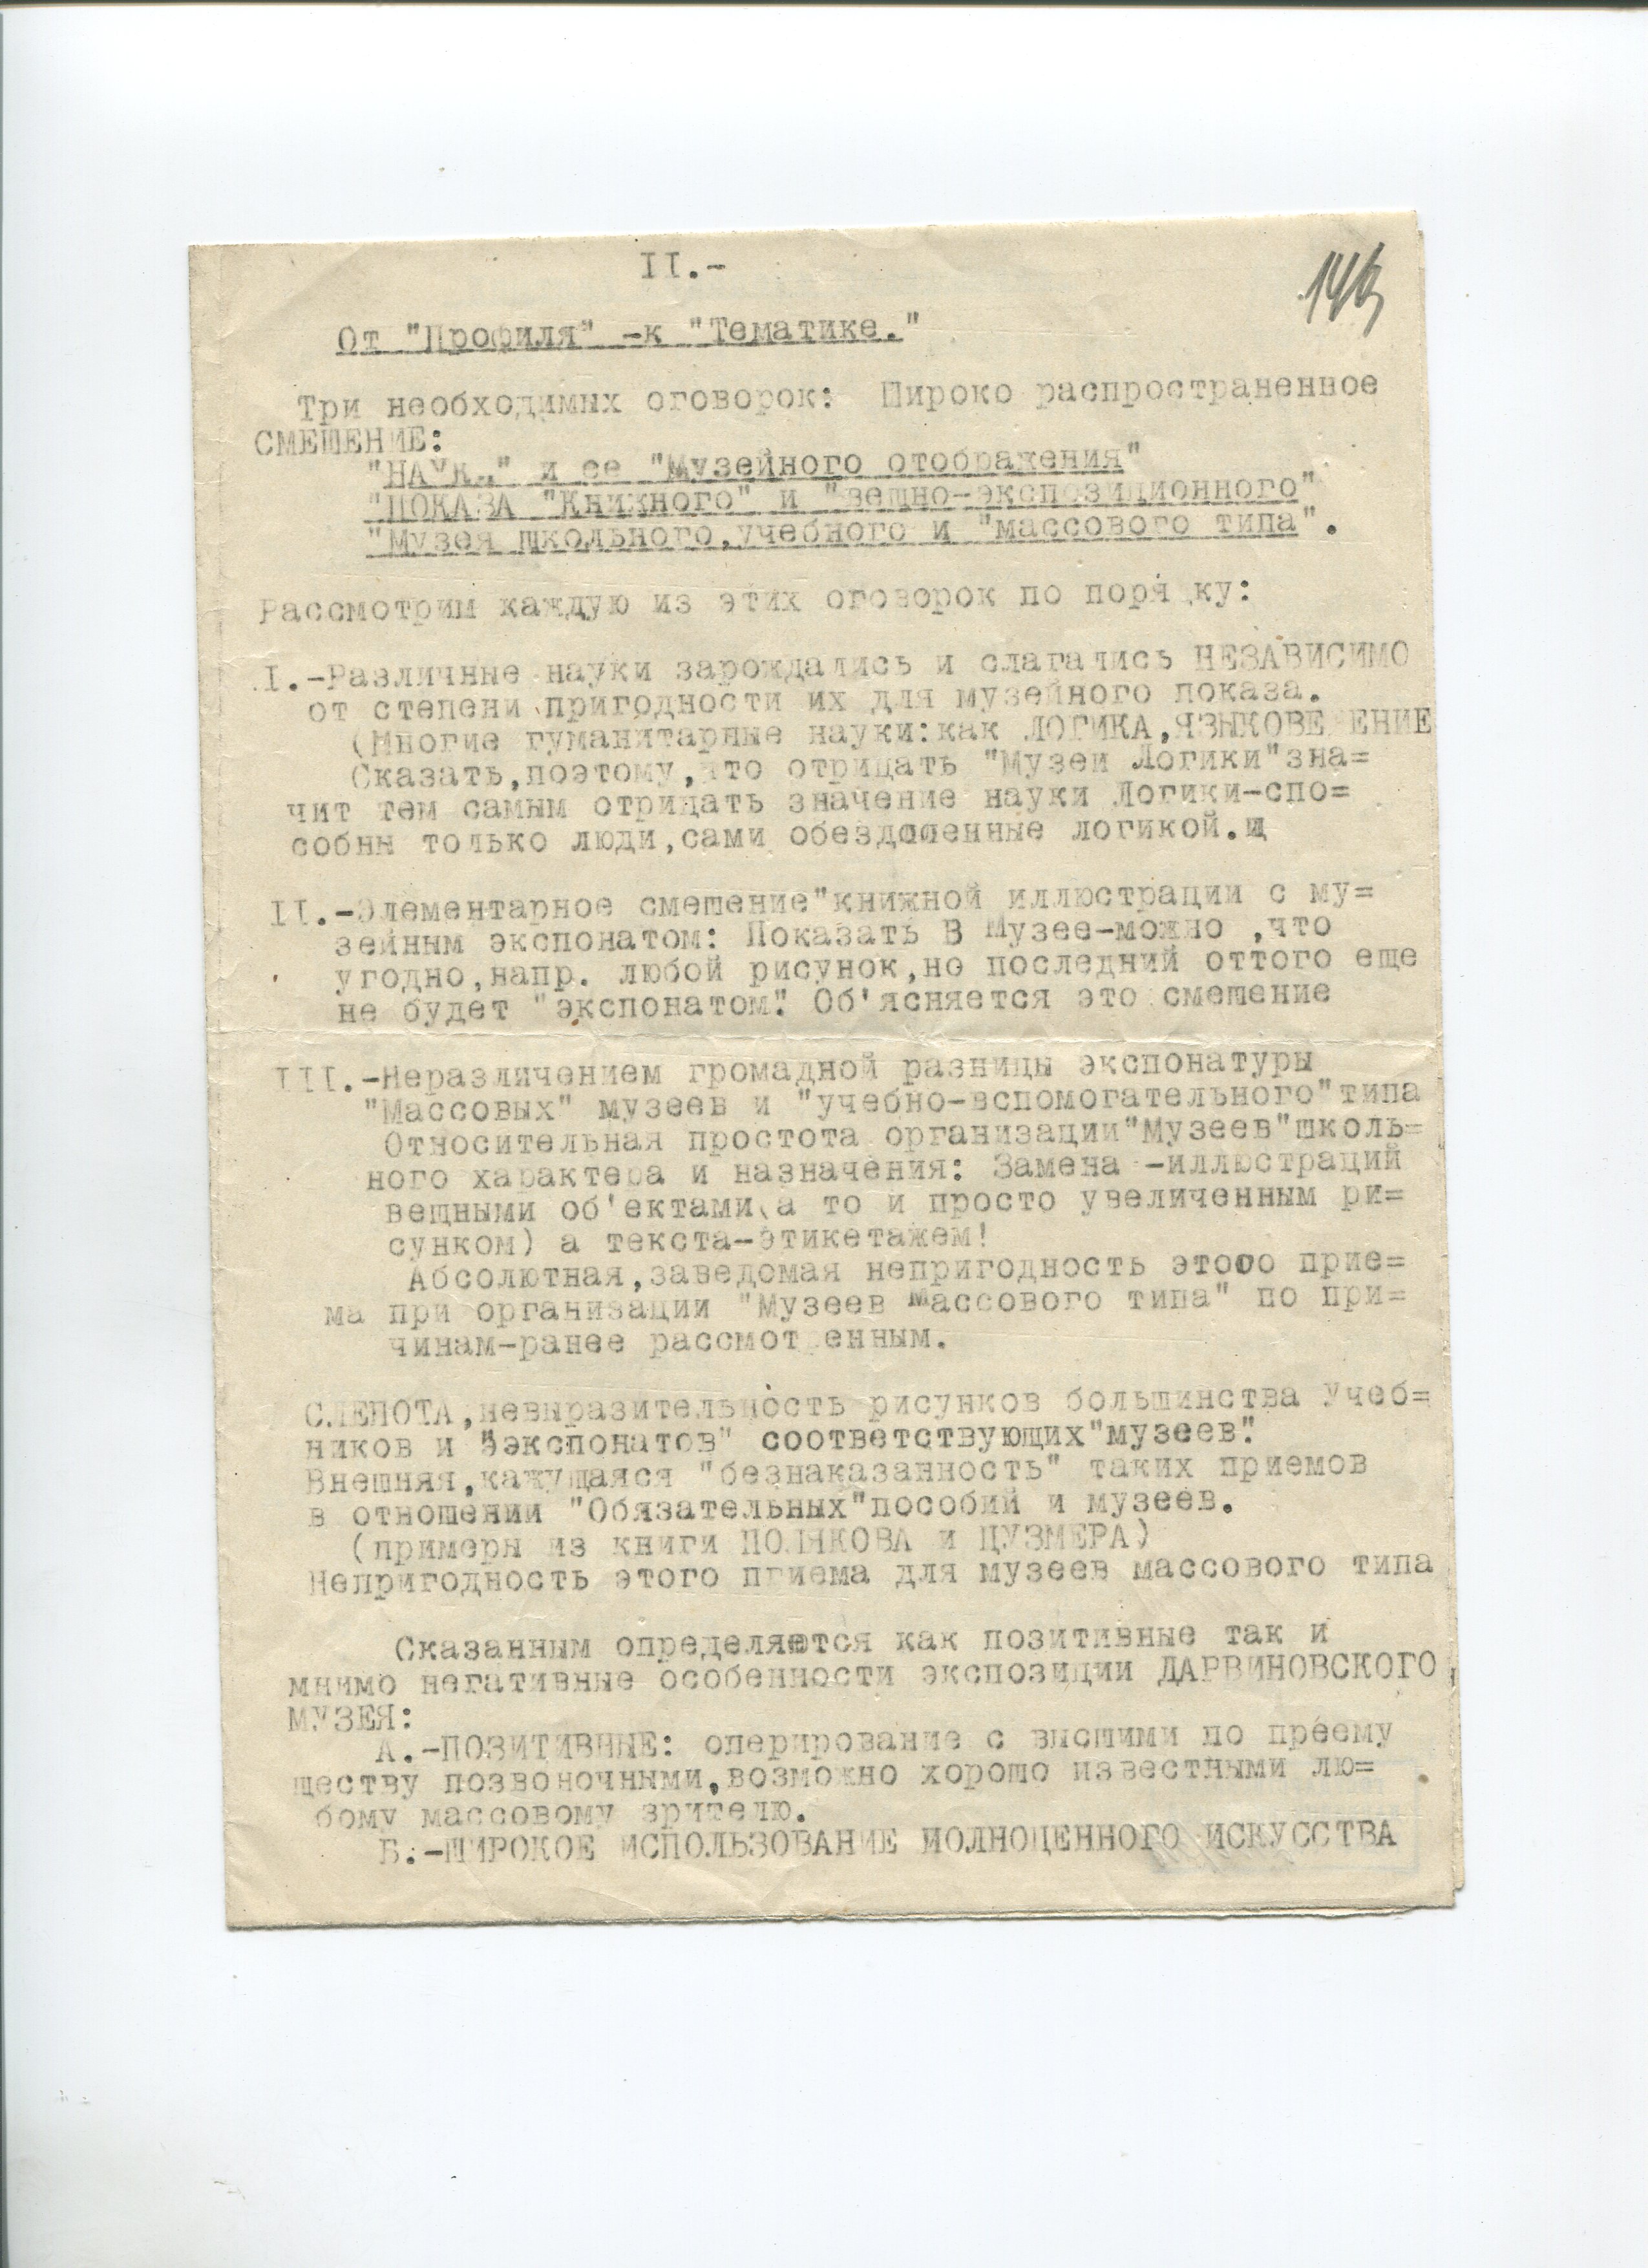 II.-
От "Профиля" -к "Тематике."
Три необходимых оговорок: Широко распространенное
СМЕШЕНИЕ:
"НАУК." и ее "Музейного отображения"
"ПОКАЗА "Книжного" и "вещно-экспозиционного"
"Музея школьного,учебного и "массового типа".
Рассмотрим каждую из этих оговорок по поря ку:
I.-Различные науки зарождались и слагались НЕЗАВИСИМО
от степени пригодности их для музейного показа.
(Многие гуманитарные науки:как ЛОГИКА,ЯЗЫКОВЕ ЕНИЕ
Сказать,поэтому,что отрицать "Музеи Логики"зна=
чит тем самым отрицать значение науки Логики-спо=
собны только люди,сами обездоленные логикой.щ
II.-Элементарное смешение"книжной иллюстрации с му=
зейным экспонатом: Показать В Музее-можно ,что
угодно,напр. любой рисунок,но последний оттого еще
не будет "экспонатом". Об'ясняется это смешение
III.-Неразличением громадной разницы экспонатуры
"Массовых" музеев и "учебно-вспомогательного"типа
Относительная простота организации"Музеев"школь=
ного характера и назначения: Замена -иллюстраций
вещными об'ектами(а то и просто увеличенным ри=
сунком) а текста-этикетажем!
Абсолютная,заведомая непригодность этого прие=
ма при организации "Музеев Массового типа" по при=
чинам-ранее рассмот енным.
СЛЕПОТА,невыразительность рисунков большинства учеб=
ников и "экспонатов" соответствующих"музеев".
Внешняя,кажущаяся "безнаказанность" таких приемов
в отношении "Обязательных"пособий и музеев.
(примеры из книги ПОЛЯКОВА и ЦУЗМЕРА)
Непригодность этого приема для музеев массового типа
Сказанным определяются как позитивные так и
мнимо негативные особенности экспозиции ДАРВИНОВСКОГО
МУЗЕЯ:
А.-ПОЗИТИВНЫЕ: оперирование с высшими по преему
ществу позвоночными,возможно хорошо известными лю=
бому массовому зрителю.
Б.-ШИРОКОЕ ИСПОЛЬЗОВАНИЕ ПОЛНОЦЕННОГО ИСКУССТВА